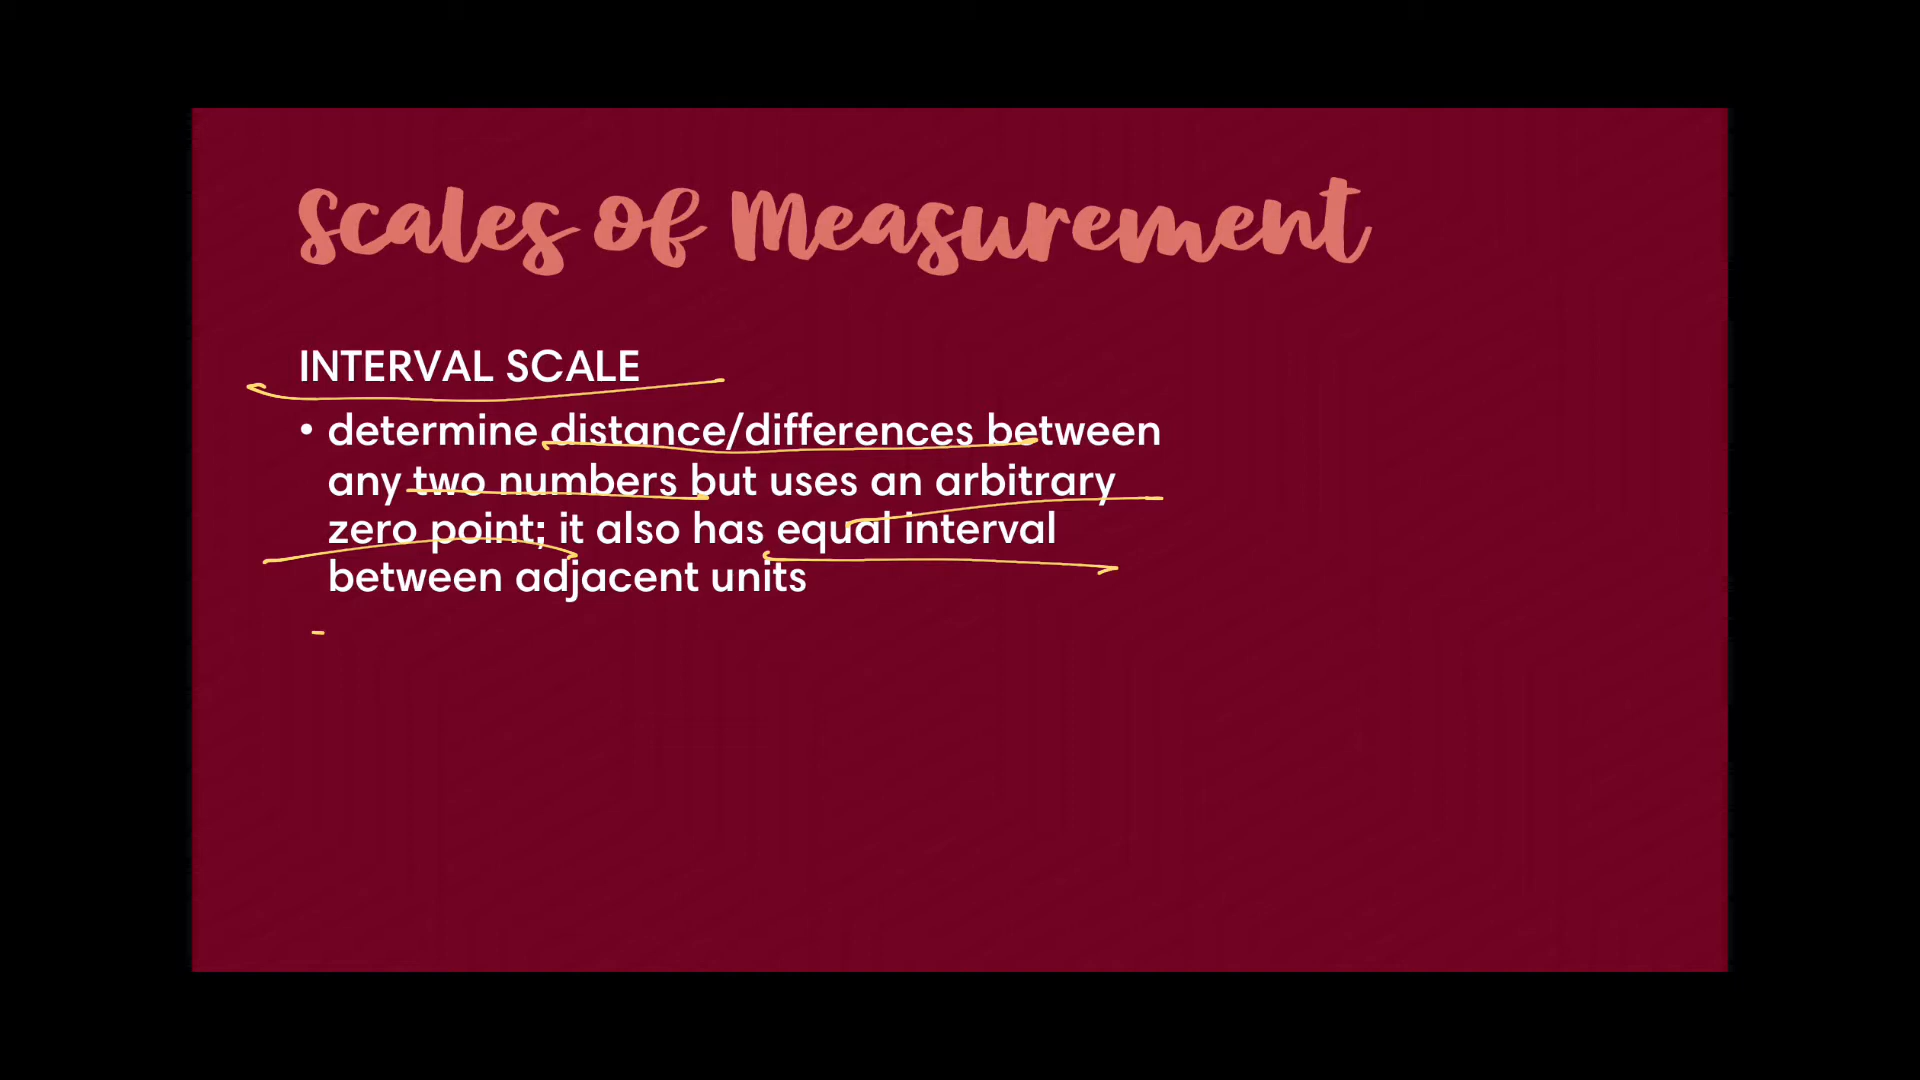 Scales of Measurement
INTERVAL SCALE
• determine distance/differences between
any two numbers but uses an arbitrary
zero point; it also has equal interval
between adjacent units